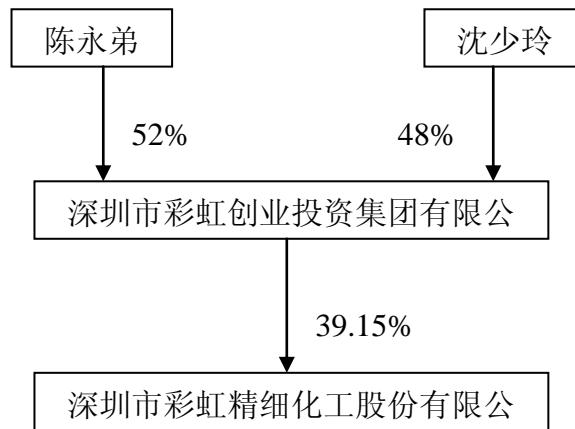 陈永弟
沈少玲
52%
48%
深圳市彩虹创业投资集团有限公
39.15%
深圳市彩虹精细化工股份有限公